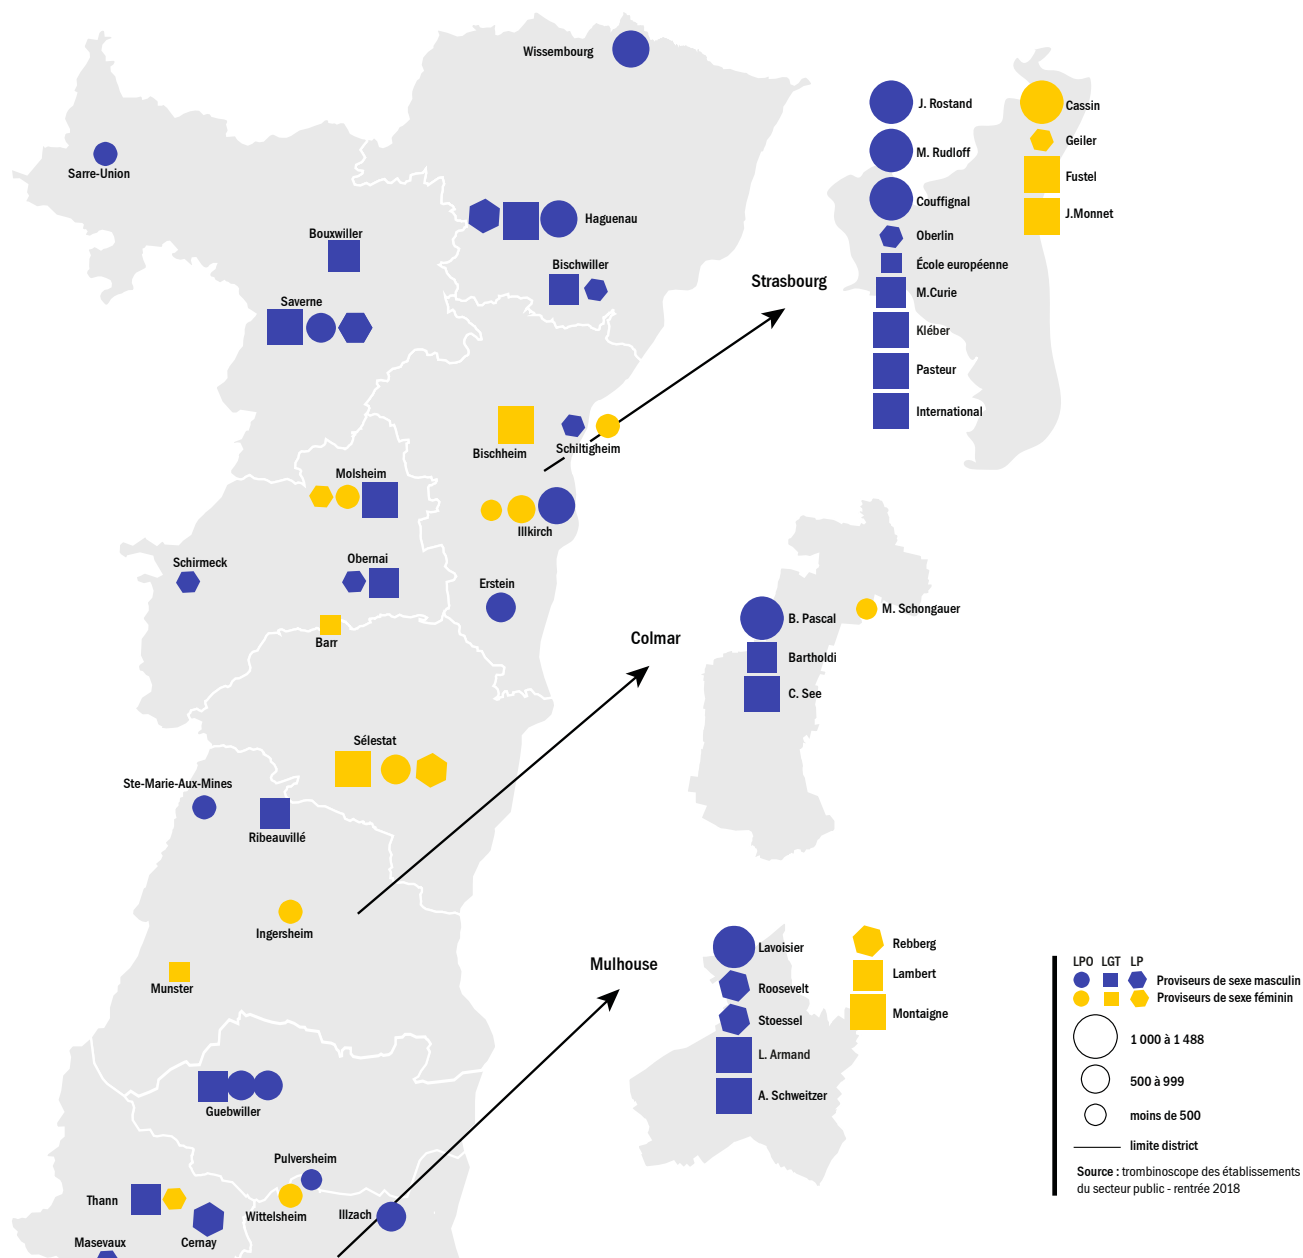 Wissembourg
Sarre-Union
Haguenau
Bouxwiller
Bischwiller
Saverne
Strasbourg
J. Rostand
M. Rudloff
Couffignal
Oberlin
École européenne
M.Curie
Kléber
Pasteur
International
Cassin
Geiler
Fustel
J.Monnet
Bischheim
Schiltigheim
Molsheim
Illkirch
Schirmeck
Obernai
Erstein
Barr
Colmar
B. Pascal
Bartholdi
C. See
M. Schongauer
Sélestat
Ste-Marie-Aux-Mines
Ribeauvillé
Ingersheim
Munster
Mulhouse
Lavoisier
Roosevelt
Stoessel
L. Armand
A. Schweitzer
Rebberg
Lambert
Montaigne
Guebwiller
Pulversheim
Thann
Wittelsheim
Illzach
Cernay
Masevaux
LPO LGT LP
Proviseurs de sexe masculin
Proviseurs de sexe féminin
1 000 à 1 488
500 à 999
moins de 500
limite district
Source : trombinoscope des établissements
du secteur public - rentrée 2018